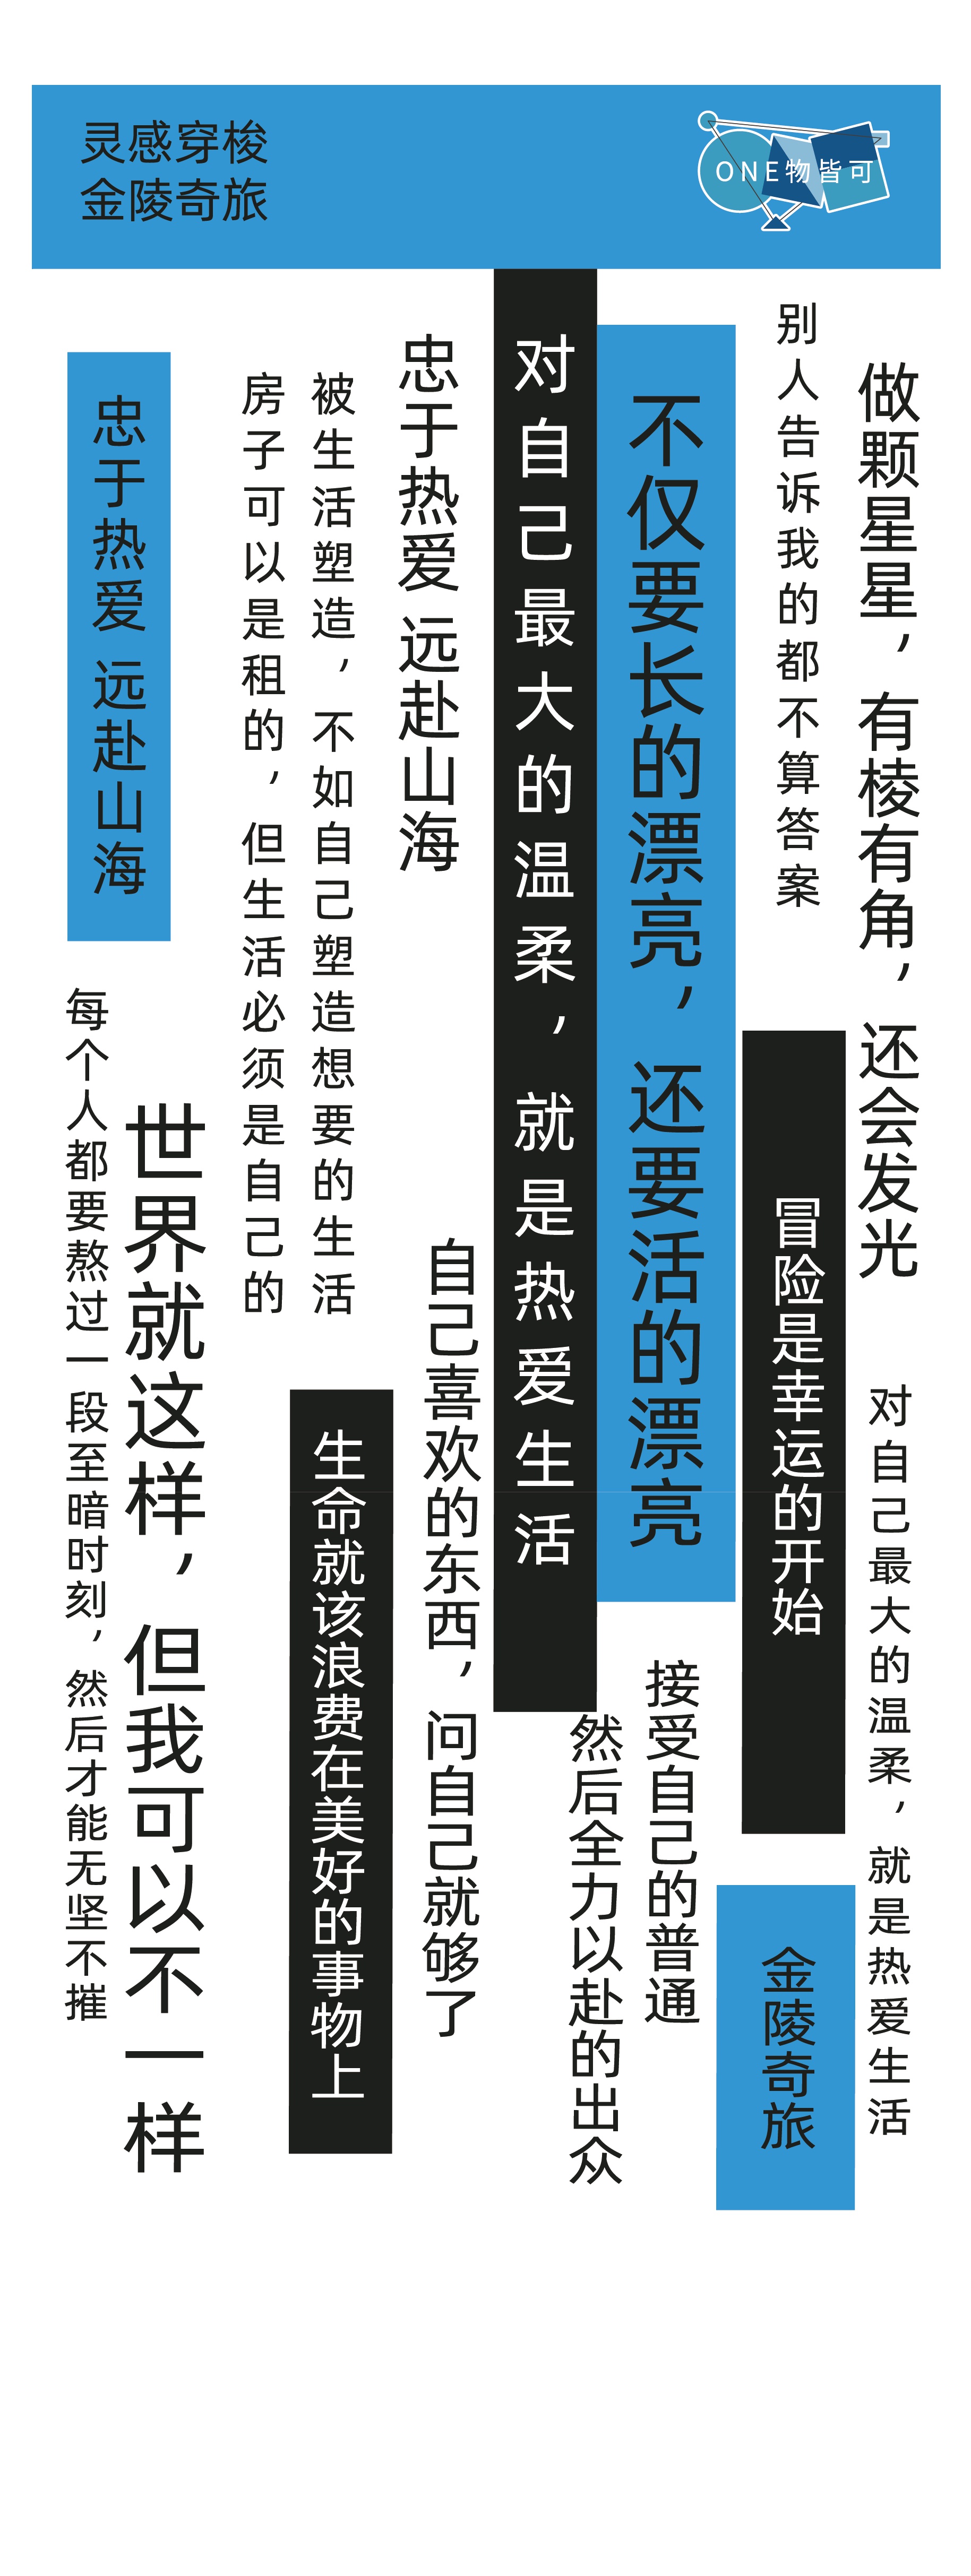 灵感穿梭
金陵奇旅
ONE物皆可
做颗星星，有棱有角，还会发光
别人告诉我的都不算答案
不仅要长的漂亮，还要活的漂亮
对自己最大的温柔，就是热爱生活
忠于热爱 远赴山海
被生活塑造，不如自己塑造想要的生活
房子可以是租的，但生活必须是自己的
忠于热爱 远赴山海
对自己最大的温柔，就是热爱生活
冒险是幸运的开始
金陵奇旅
接受自己的普通
然后全力以赴的出众
自己喜欢的东西，问自己就够了
生命就该浪费在美好的事物上
世界就这样，但我可以不一样
每个人都要熬过一段至暗时刻，然后才能无坚不摧